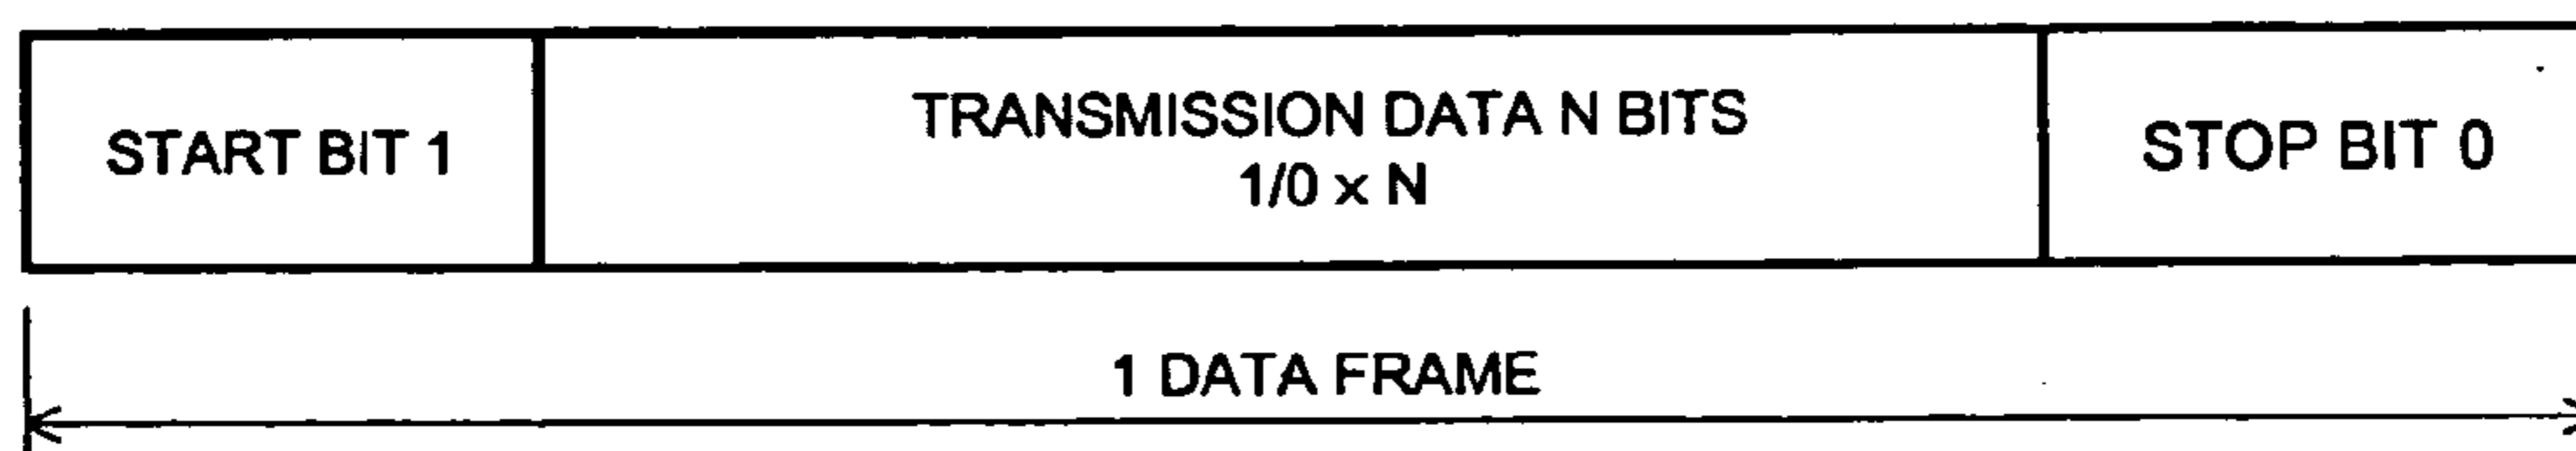 START BIT 1
TRANSMISSION DATA N BITS
1/0 x N
STOP BIT 0
1 DATA FRAME